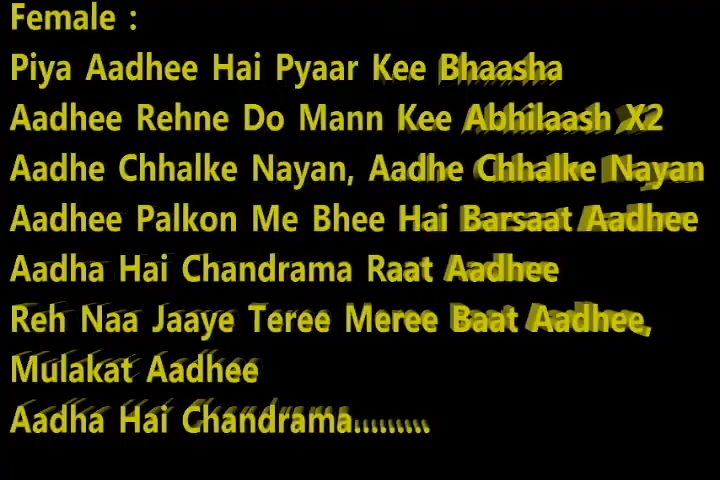 Female :
Piya Aadhee Hai Pyaar Kee Bhaasha
Aadhee Rehne Do Mann Kee Abhilaash X2
Aadhe Chhalke Nayan, Aadhe Chhalke Nayan
Aadhee Palkon Me Bhee Hai Barsaat Aadhee
Aadha Hai Chandrama Raat Aadhee
Reh Naa Jaaye Teree Meree Baat Aadhee,
Mulakat Aadhee
Aadha Hai Chandrama.........